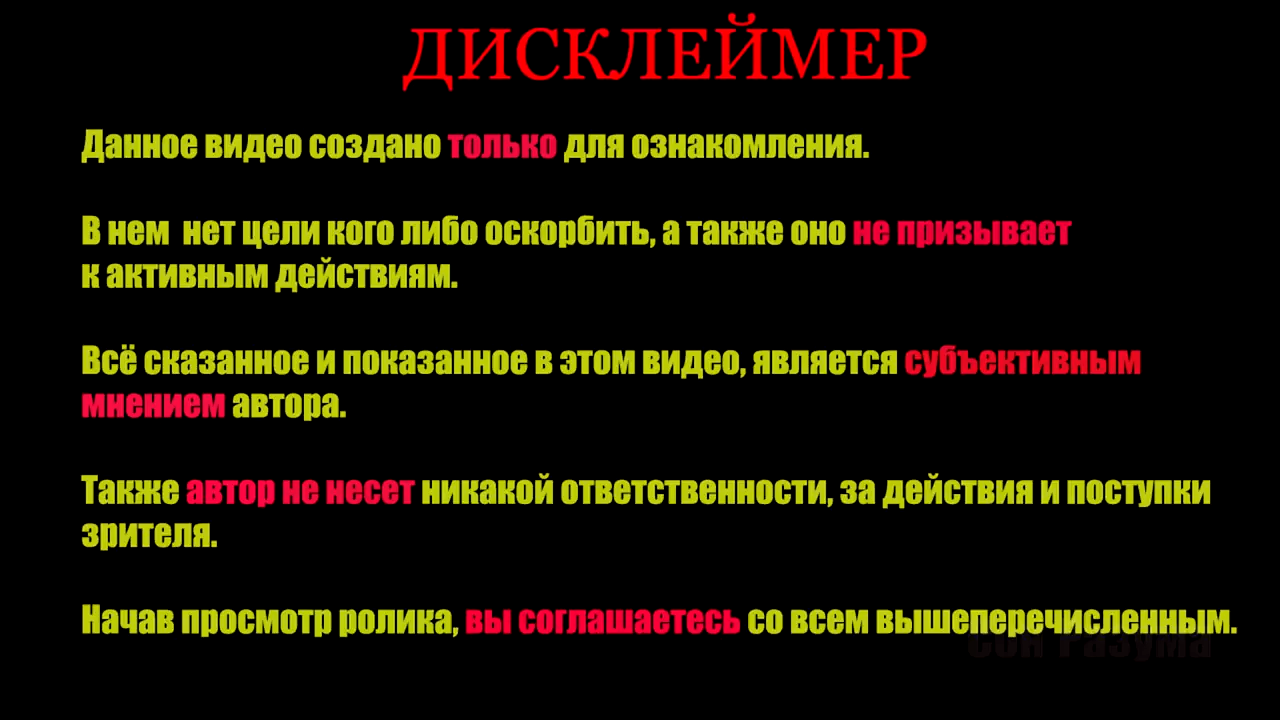 ДИСКЛЕЙМЕР
Данное видео создано только для ознакомления.
В нем  нет цели кого либо оскорбить, а также оно не призывает
к активным действиям.
Всё сказанное и показанное в этом видео, является субъективным
мнением автора.
Также автор не несет никакой ответственности, за действия и поступки
зрителя.
Начав просмотр ролика, вы соглашаетесь со всем вышеперечисленным.
Сон Разума